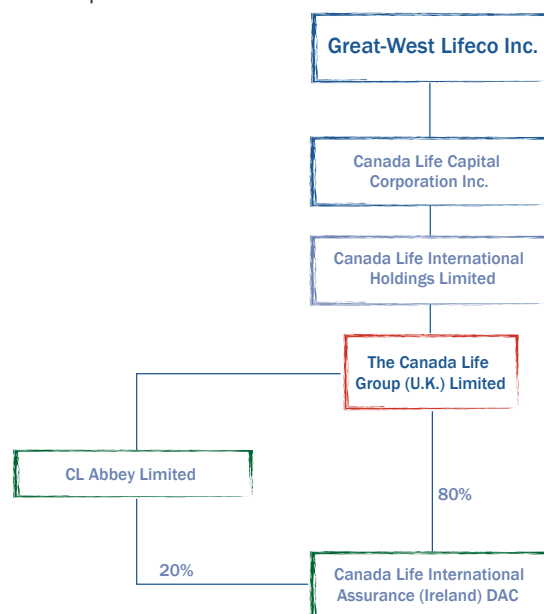 Great-West Lifeco Inc.
Canada Life Capital
Corporation Inc.
Canada Life International
Holdings Limited
The Canada Life
Group (U.K.) Limited
CL Abbey Limited
80%
20%
Canada Life International
Assurance (Ireland) DAC